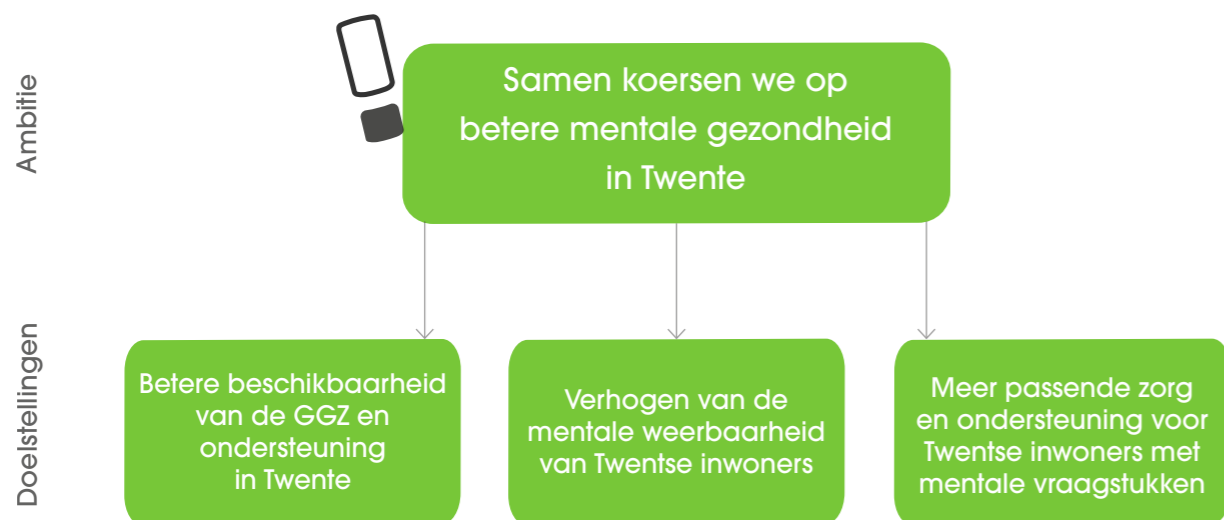 Ambitie
Samen koersen we op
betere mentale gezondheid
in Twente
Doelstellingen
Betere beschikbaarheid
van de GGZ en
ondersteuning
in Twente
Verhogen van de
mentale weerbaarheid
van Twentse inwoners
Meer passende zorg
en ondersteuning voor
Twentse inwoners met
mentale vraagstukken